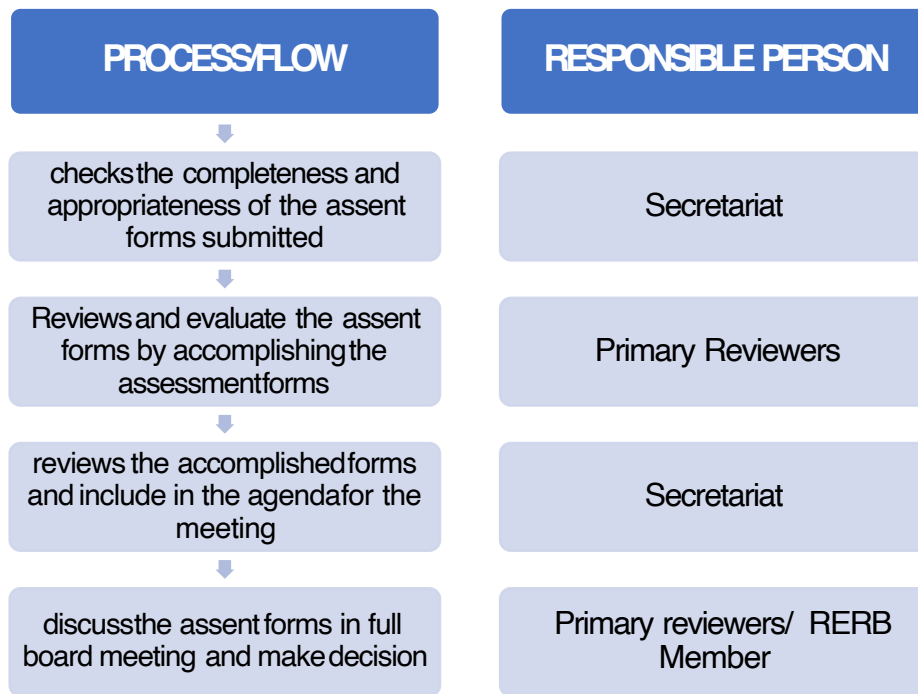 PROCESS/FLOW
RESPONSIBLE PERSON
checks the completeness and
appropriateness of the assent
forms submitted
Secretariat
Reviews and evaluate the assent
forms by accomplishing the
assessment forms
Primary Reviewers
reviews the accomplished forms
and include in the agenda for the
meeting
Secretariat
discuss the assent forms in full
board meeting and make decision
Primary reviewers/ RERB
Member